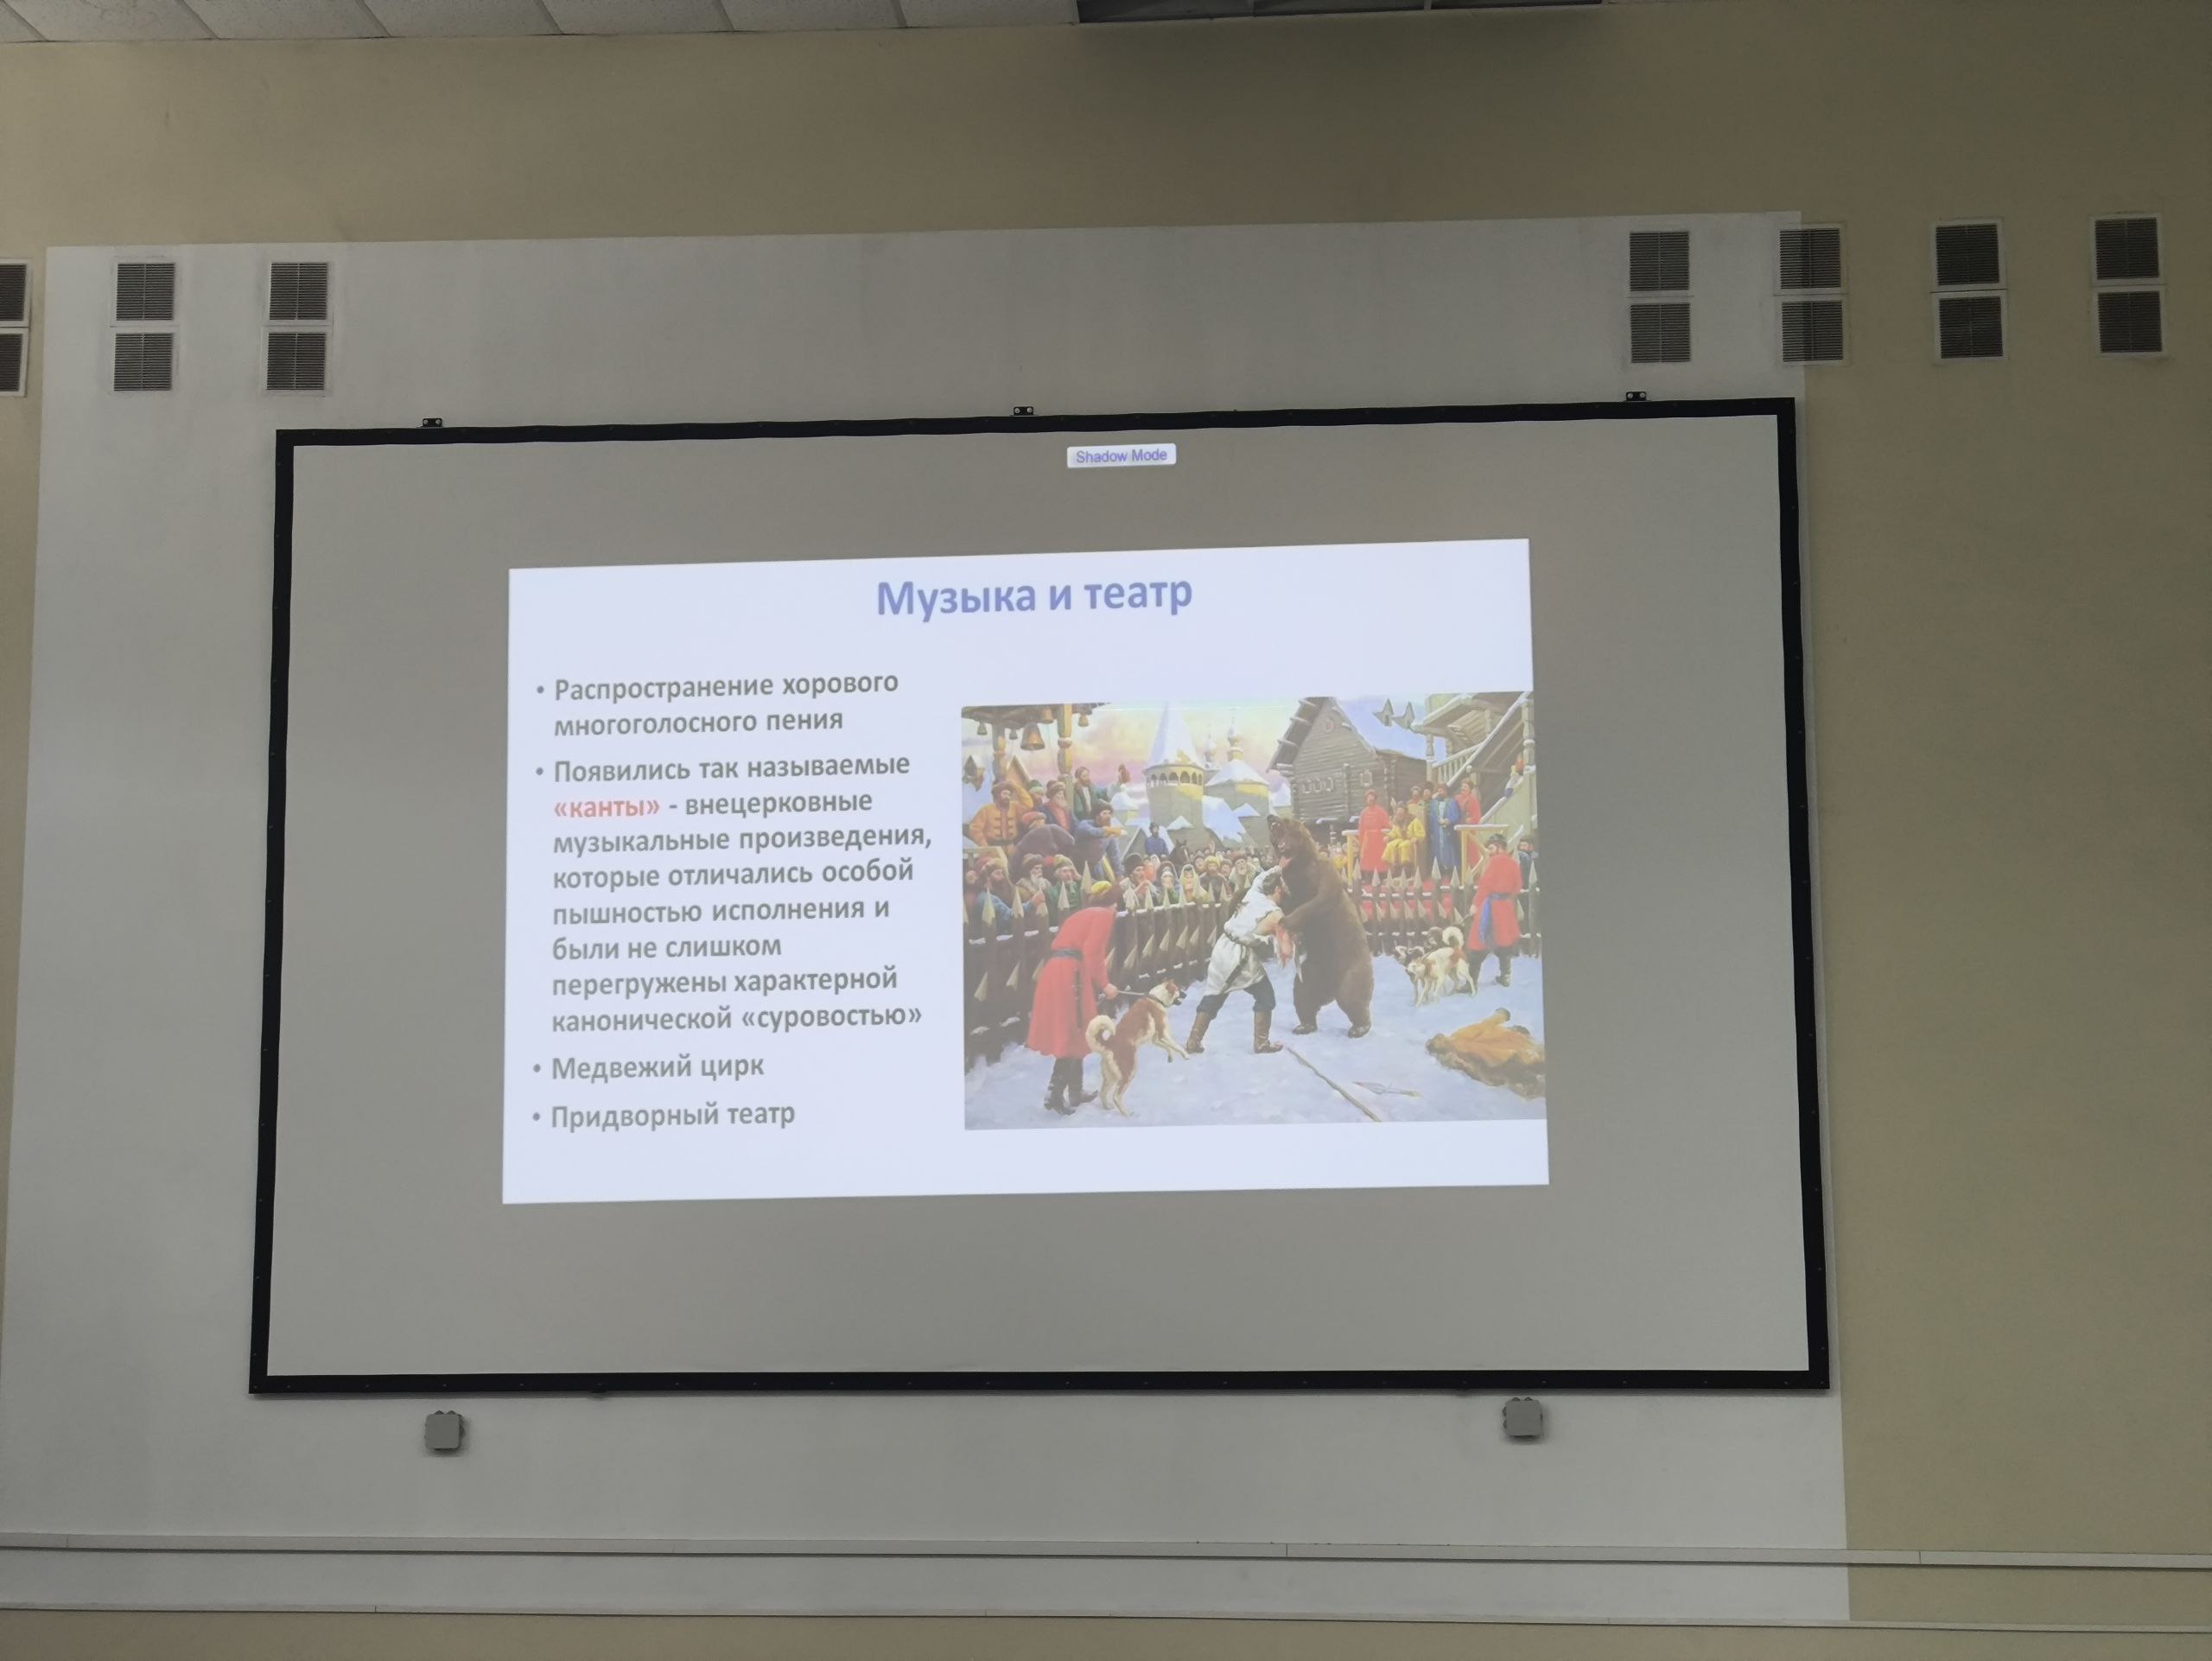 Shadow Mode
Музыка и театр
• Распространение хорового
многоголосного пения
• Появились так называемые
«канты» - внецерковные
музыкальные произведения,
которые отличались особой
пышностью исполнения и
были не слишком
перегружены характерной
канонической «суровостью»
• Медвежий цирк
• Придворный театр